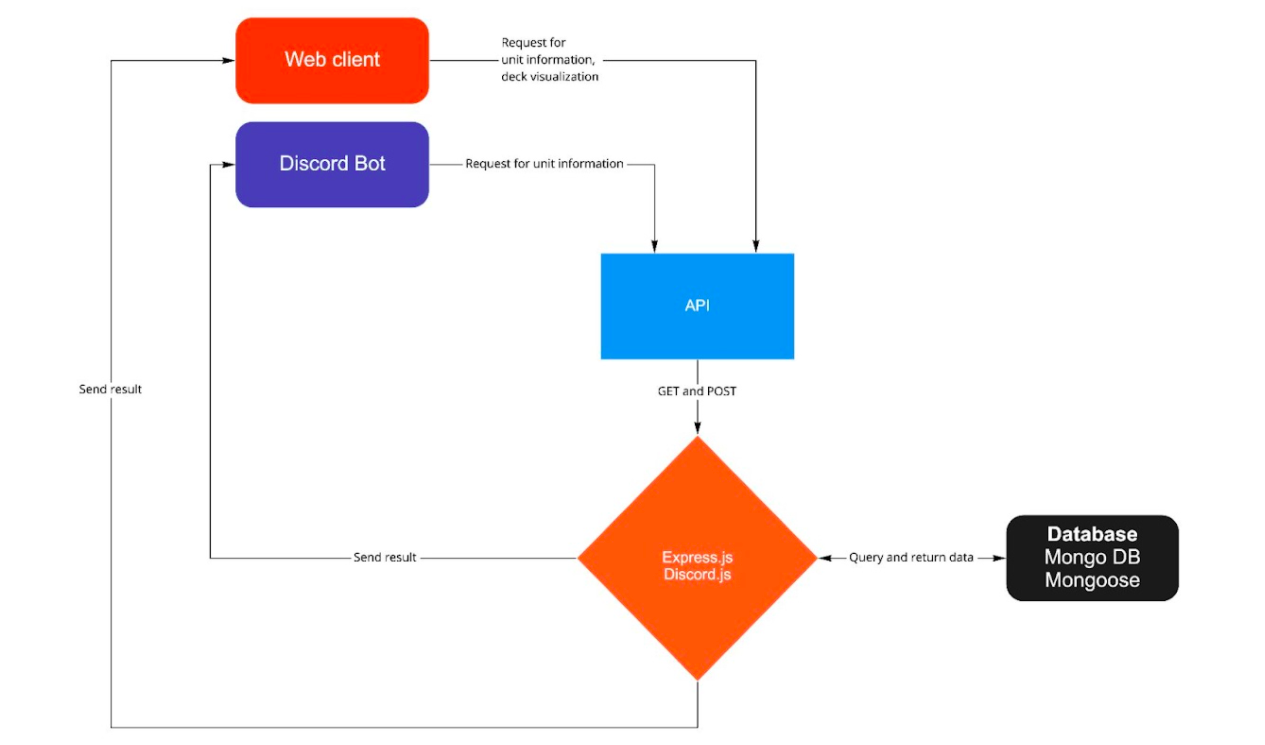 Web client
Request for
unit information,
deck visualization
Discord Bot
Request for unit information
API
Send result
GET and POST
Send result
Express.js
Discord.js
Query and return data
Database
Mongo DB
Mongoose